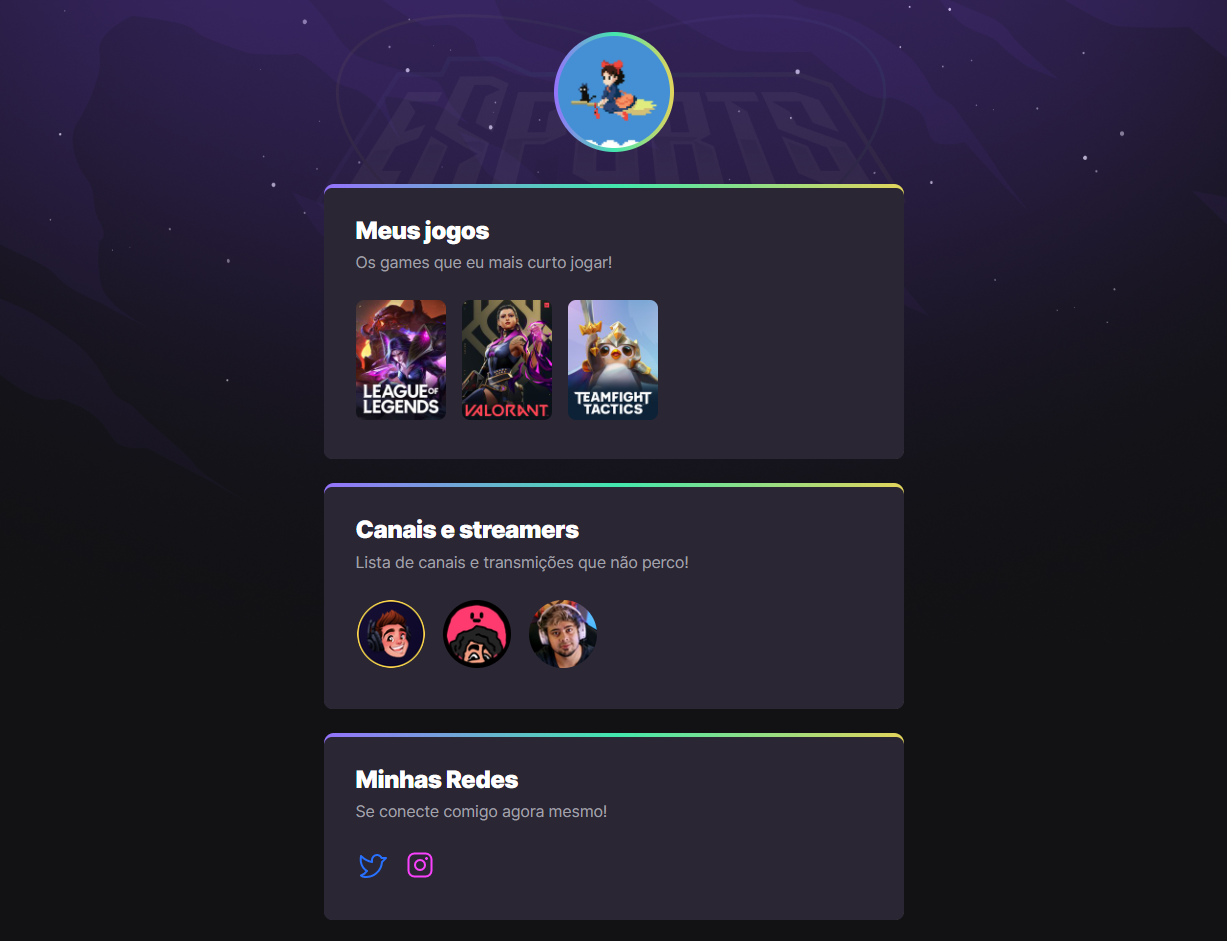 ESPORTS
Meus jogos
Os games que eu mais curto jogar!
LEAGUE OF
LEGENDS
VALORANT
TEAMFIGHT
TACTICS
Canais e streamers
Lista de canais e transmições que não perco!
Minhas Redes
Se conecte comigo agora mesmo!